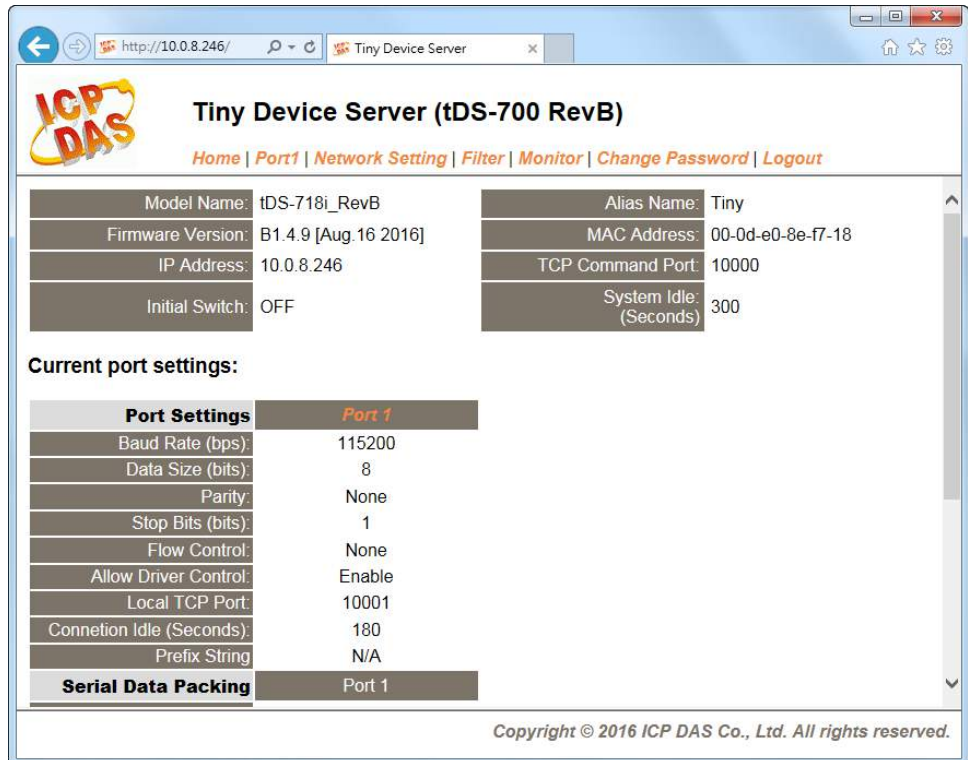 http://10.0.8.246/
Tiny Device Server
ICP DAS
Tiny Device Server (tDS-700 RevB)
Home | Port1 | Network Setting | Filter | Monitor | Change Password | Logout
Model Name: tDS-718i_RevB Alias Name: Tiny
Firmware Version: B1.4.9 [Aug.16 2016] MAC Address: 00-0d-e0-8e-f7-18
IP Address: 10.0.8.246 TCP Command Port: 10000
Initial Switch: OFF System Idle: (Seconds) 300
Current port settings:
Port Settings Port 1
Baud Rate (bps): 115200
Data Size (bits): 8
Parity: None
Stop Bits (bits): 1
Flow Control: None
Allow Driver Control: Enable
Local TCP Port: 10001
Connetion Idle (Seconds): 180
Prefix String N/A
Serial Data Packing Port 1
Copyright © 2016 ICP DAS Co., Ltd. All rights reserved.